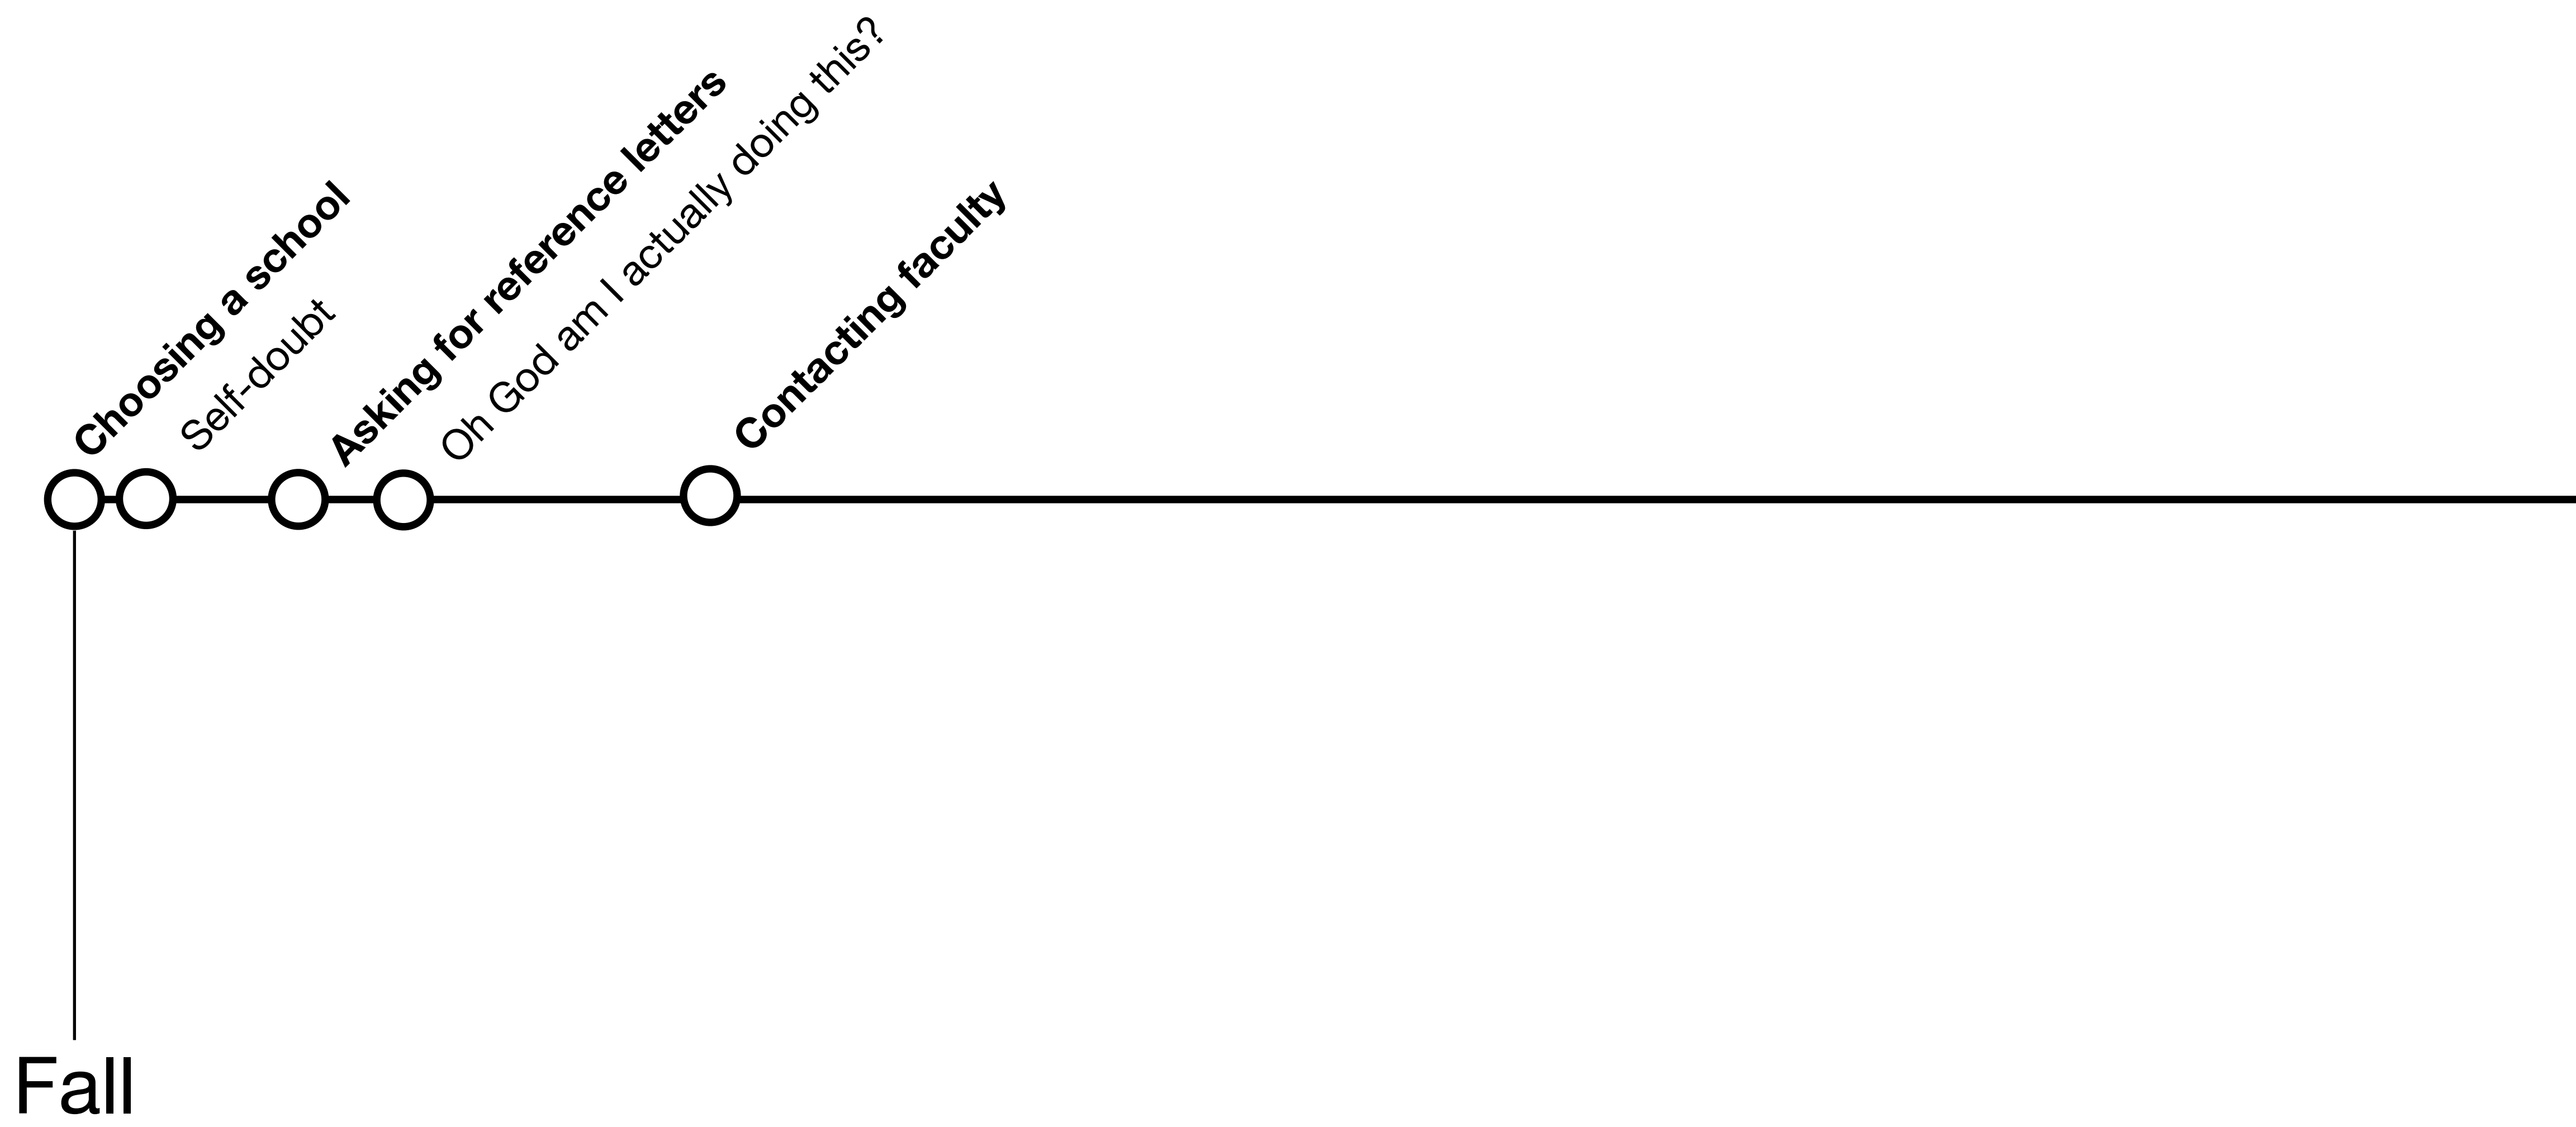 Choosing a school
Self-doubt
Asking for reference letters
Oh God am I actually doing this?
Contacting faculty
Fall